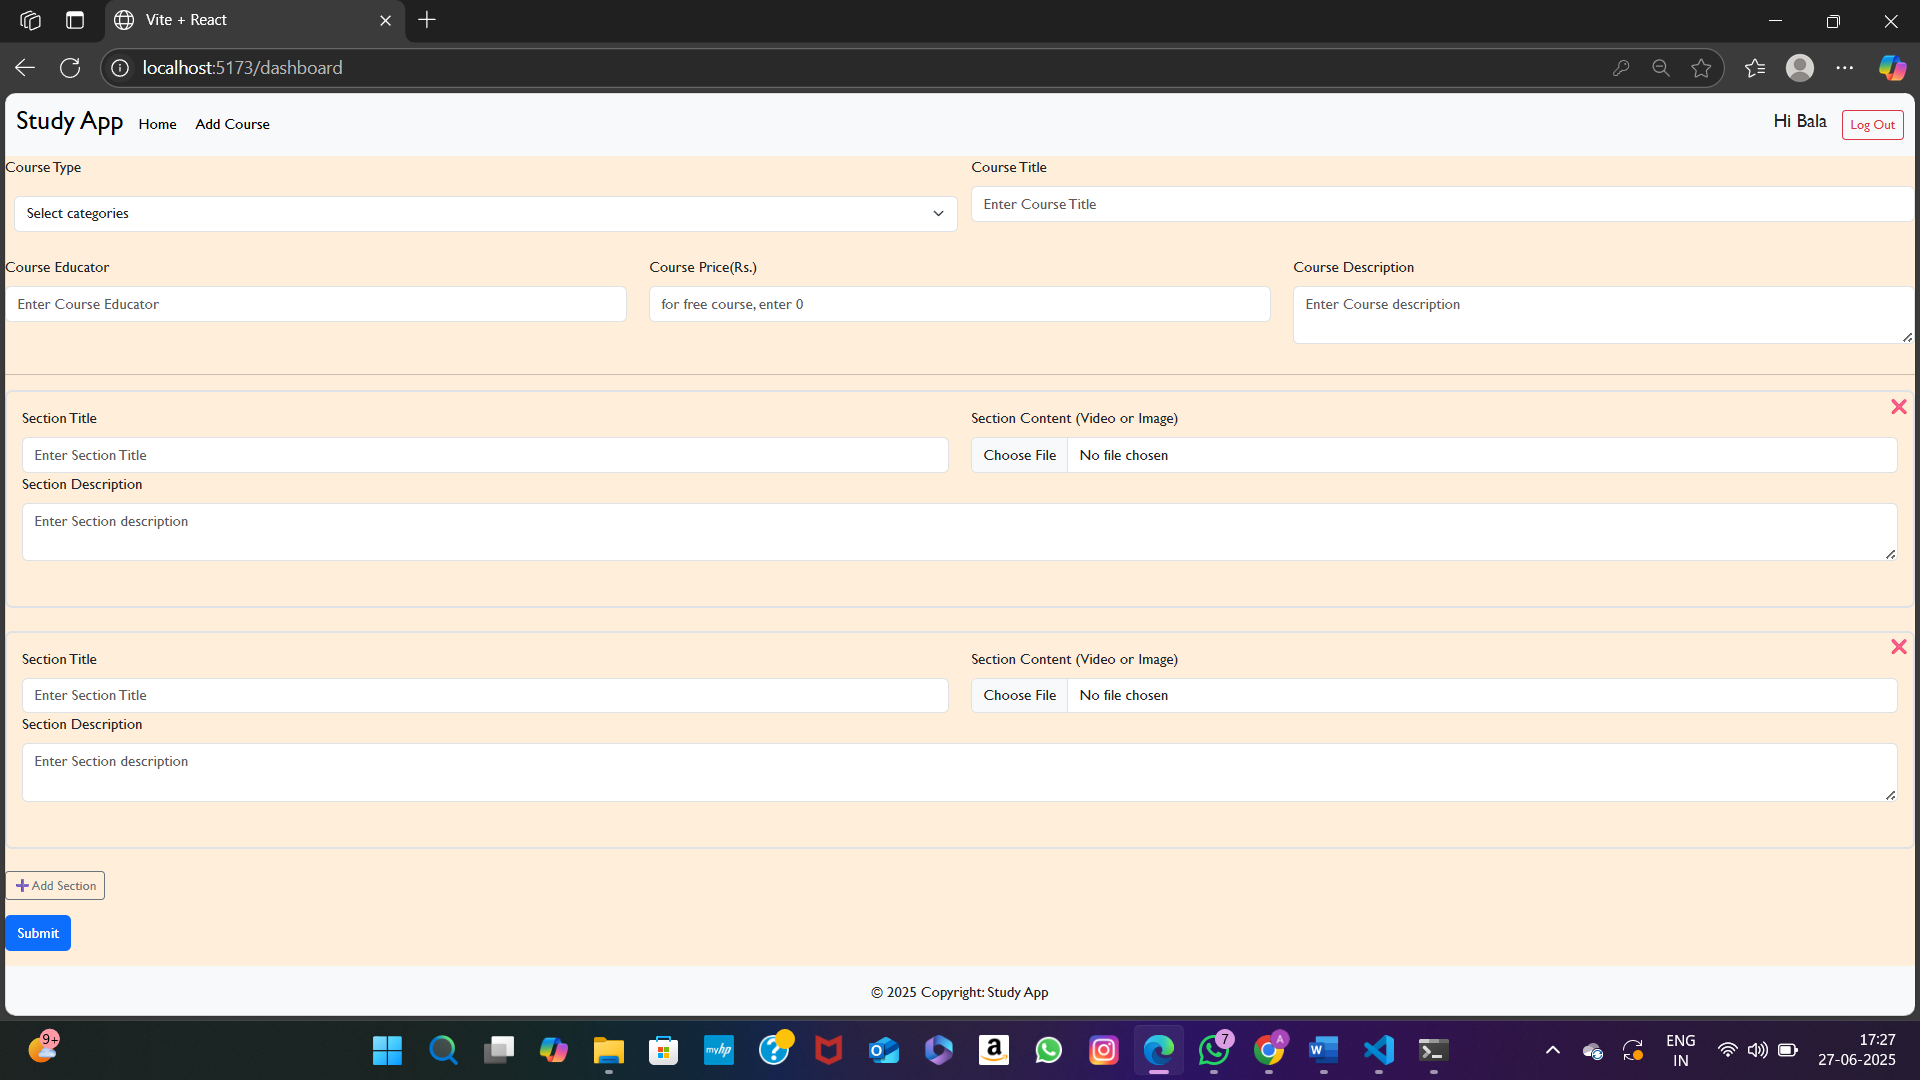 Vite + React
localhost:5173/dashboard
Study App Home Add Course Hi Bala Log Out
Course Type Course Title
Select categories Enter Course Title
Course Educator Course Price(Rs.) Course Description
Enter Course Educator for free course, enter 0 Enter Course description
Section Title Section Content (Video or Image)
Enter Section Title Choose File No file chosen
Section Description
Enter Section description
Section Title Section Content (Video or Image)
Enter Section Title Choose File No file chosen
Section Description
Enter Section description
Add Section
Submit
© 2025 Copyright: Study App
9+ myhp 7 A ENG 17:27
IN 27-06-2025